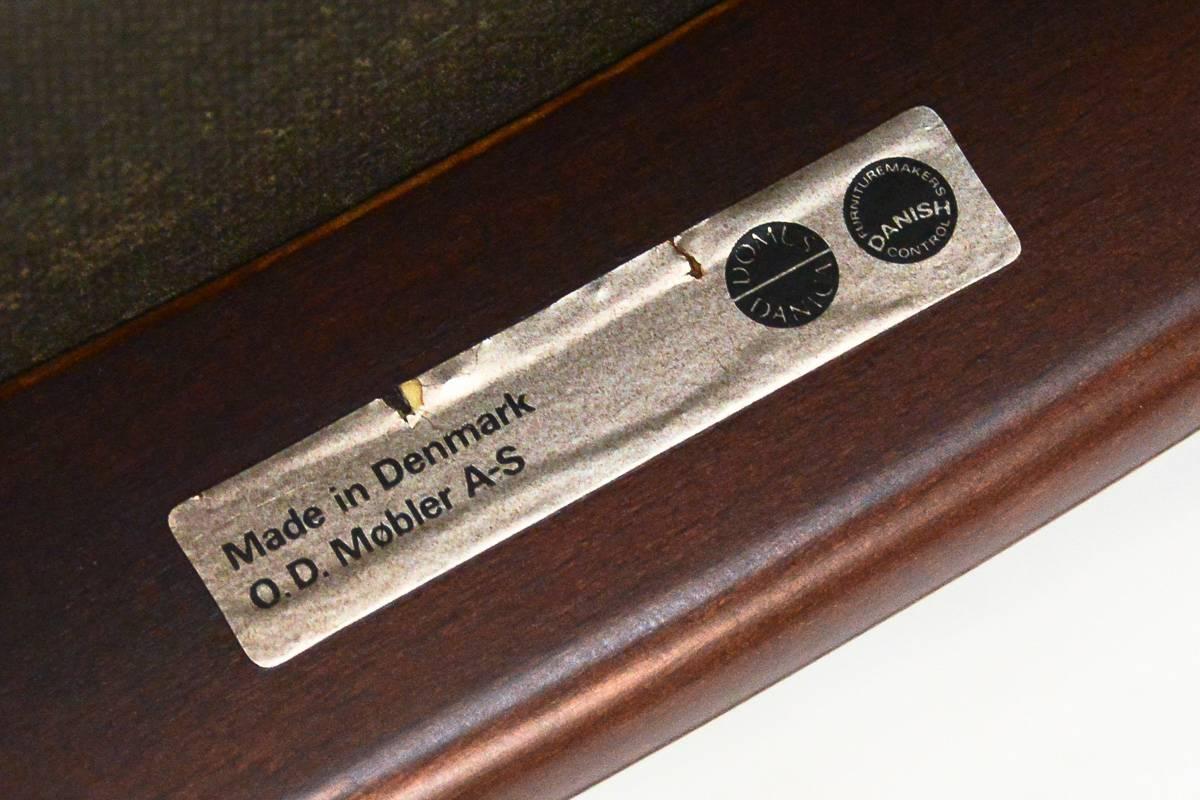 Made in Denmark
O.D. Møbler A-S
DOMUS
DANICA
FURNITUREMAKERS
DANISH
CONTROL